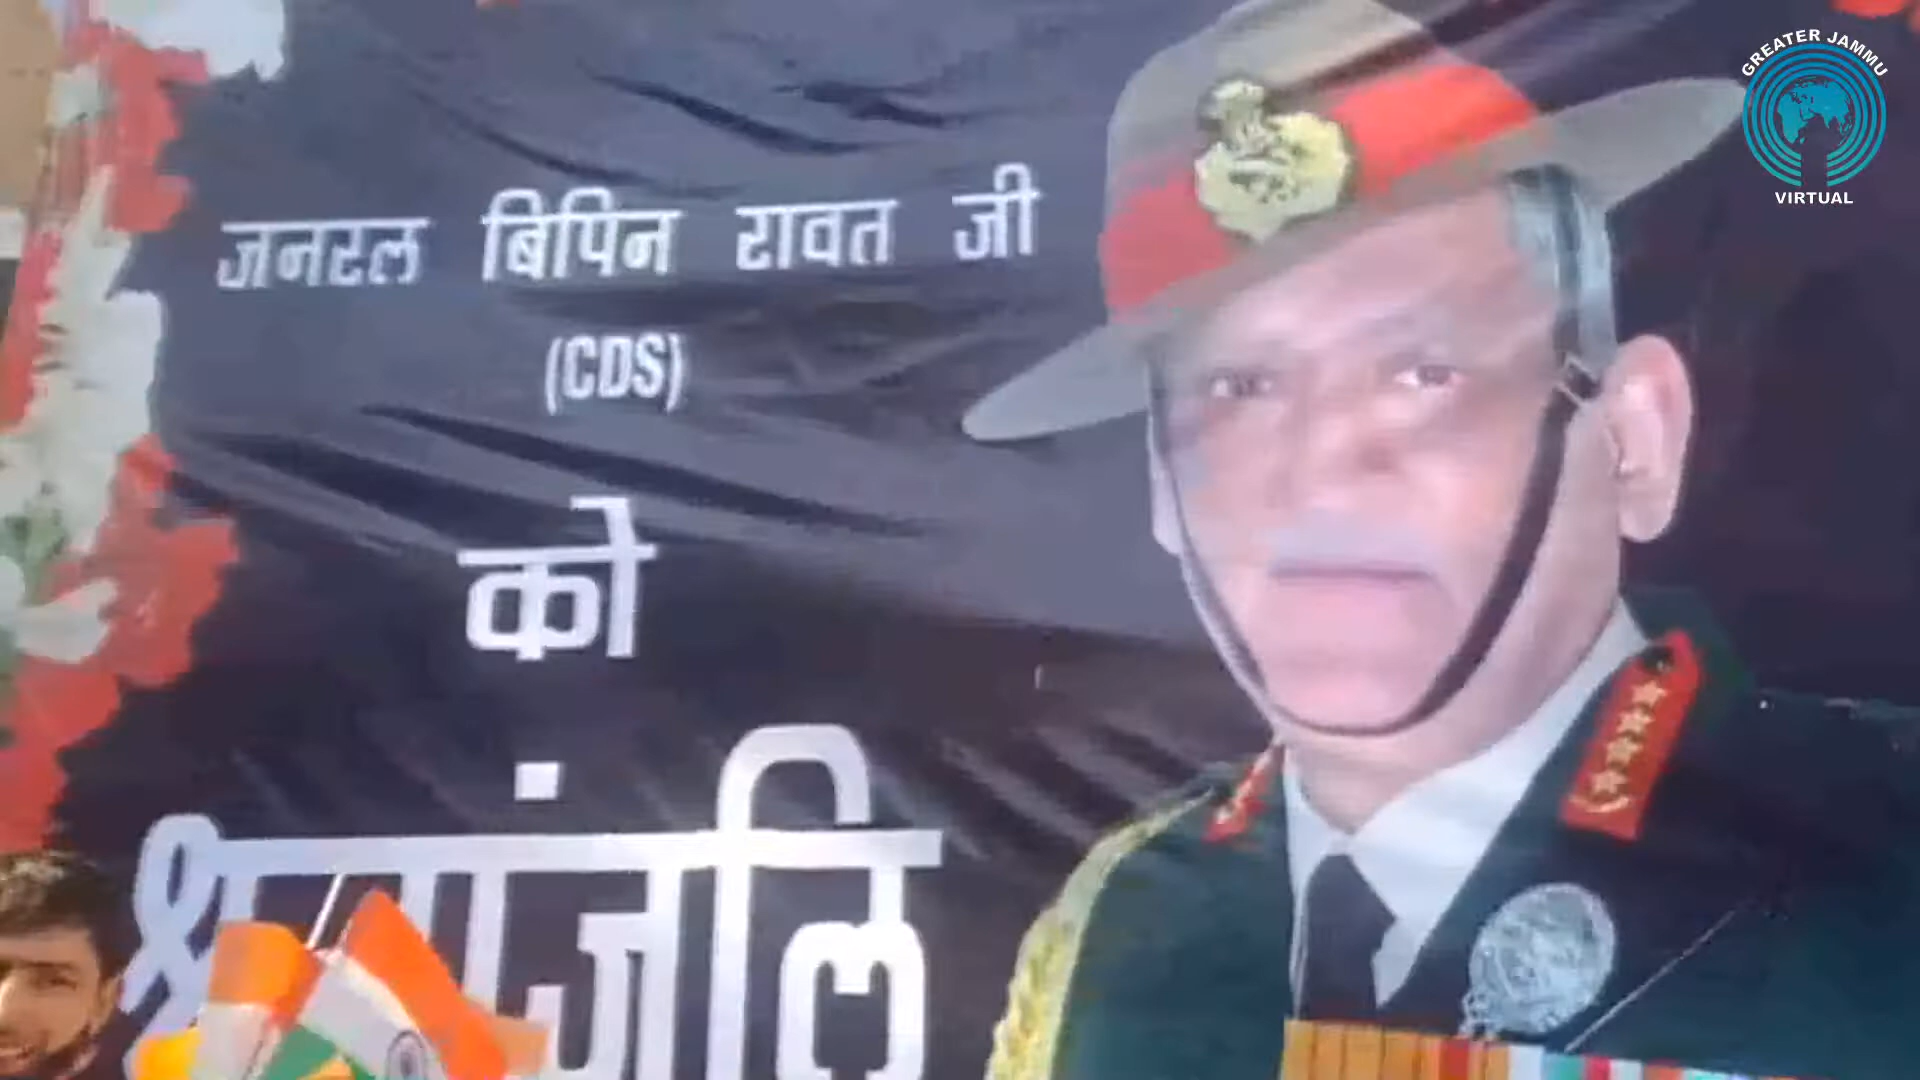 जनरल बिपिन रावत जी
(CDS)
को
GREATER JAMMU
VIRTUAL